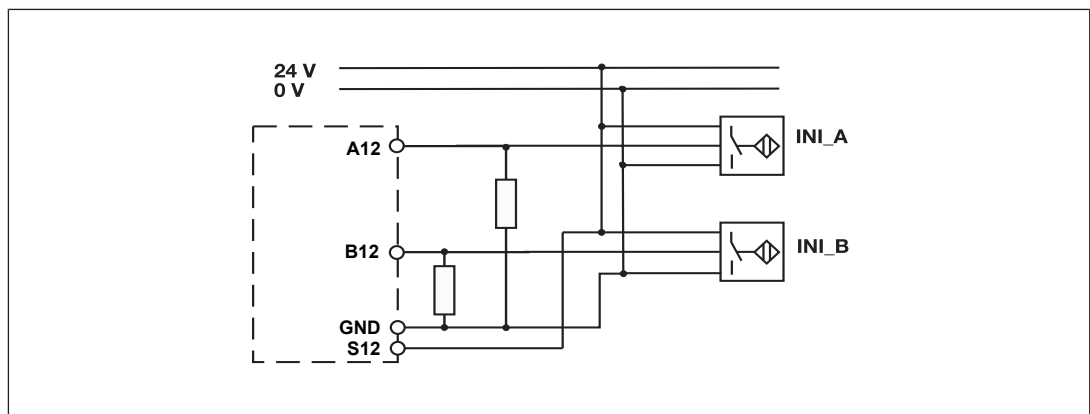 24 V
0 V
INI_A
A12
INI_B
B12
GND
S12